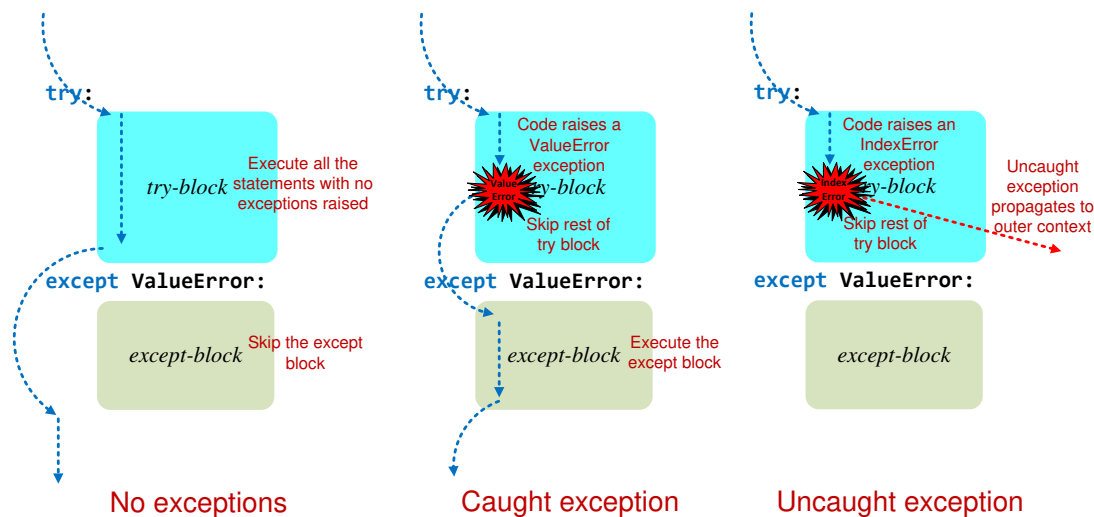 try:
Execute all the
statements with no
exceptions raised
try-block
except ValueError:
Skip the except
block
except-block
No exceptions
try:
Code raises a
ValueError
exception
Value
Error
y-block
Skip rest of
try block
except ValueError:
Execute the
except block
except-block
Caught exception
try:
Code raises an
IndexError
exception
Index
Error
y-block
Skip rest of
try block
Uncaught
exception
propagates to
outer context
except ValueError:
except-block
Uncaught exception